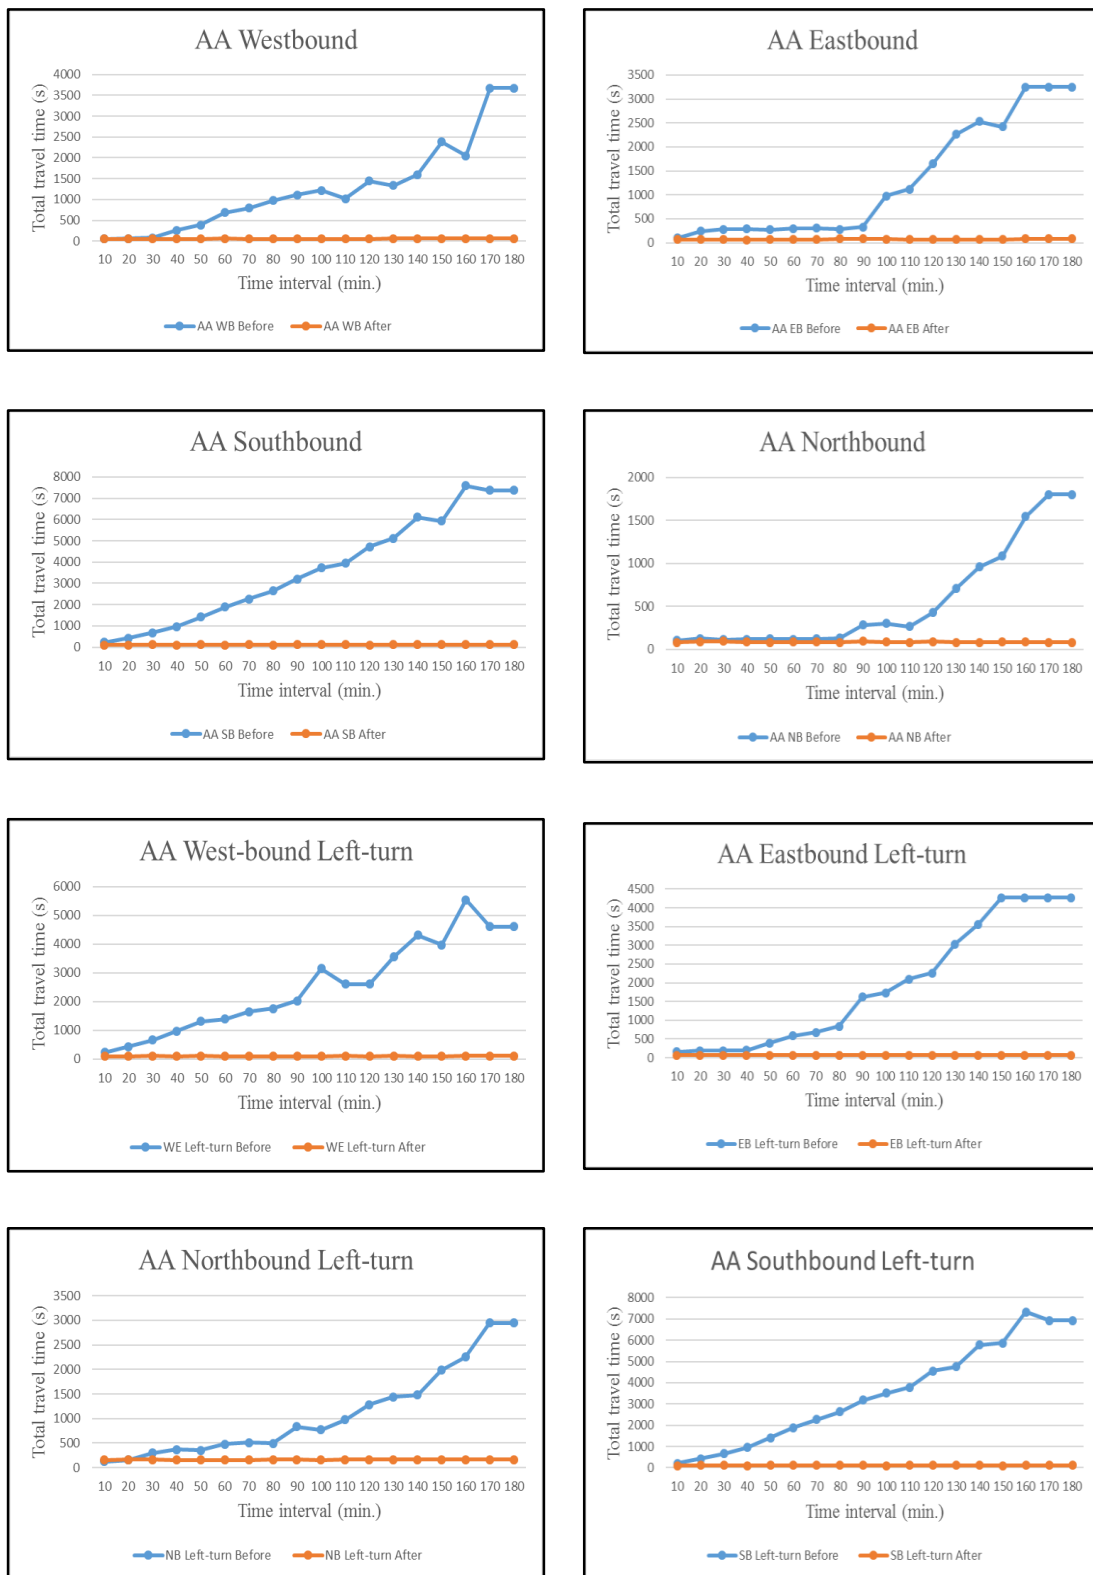 AA Westbound
Total travel time (s)
4000
3500
3000
2500
2000
1500
1000
500
0
10 20 30 40 50 60 70 80 90 100 110 120 130 140 150 160 170 180
Time interval (min.)
AA WB Before AA WB After
AA Eastbound
Total travel time (s)
3500
3000
2500
2000
1500
1000
500
0
10 20 30 40 50 60 70 80 90 100 110 120 130 140 150 160 170 180
Time interval (min.)
AA EB Before AA EB After
AA Southbound
Total travel time (s)
8000
7000
6000
5000
4000
3000
2000
1000
0
10 20 30 40 50 60 70 80 90 100 110 120 130 140 150 160 170 180
Time interval (min.)
AA SB Before AA SB After
AA Northbound
Total travel time (s)
2000
1500
1000
500
0
10 20 30 40 50 60 70 80 90 100 110 120 130 140 150 160 170 180
Time interval (min.)
AA NB Before AA NB After
AA West-bound Left-turn
Total travel time (s)
6000
5000
4000
3000
2000
1000
0
10 20 30 40 50 60 70 80 90 100 110 120 130 140 150 160 170 180
Time interval (min.)
WE Left-turn Before WE Left-turn After
AA Eastbound Left-turn
Total travel time (s)
4500
4000
3500
3000
2500
2000
1500
1000
500
0
10 20 30 40 50 60 70 80 90 100 110 120 130 140 150 160 170 180
Time interval (min.)
EB Left-turn Before EB Left-turn After
AA Northbound Left-turn
Total travel time (s)
3500
3000
2500
2000
1500
1000
500
0
10 20 30 40 50 60 70 80 90 100 110 120 130 140 150 160 170 180
Time interval (min.)
NB Left-turn Before NB Left-turn After
AA Southbound Left-turn
Total travel time (s)
8000
7000
6000
5000
4000
3000
2000
1000
0
10 20 30 40 50 60 70 80 90 100 110 120 130 140 150 160 170 180
Time interval (min.)
SB Left-turn Before SB Left-turn After